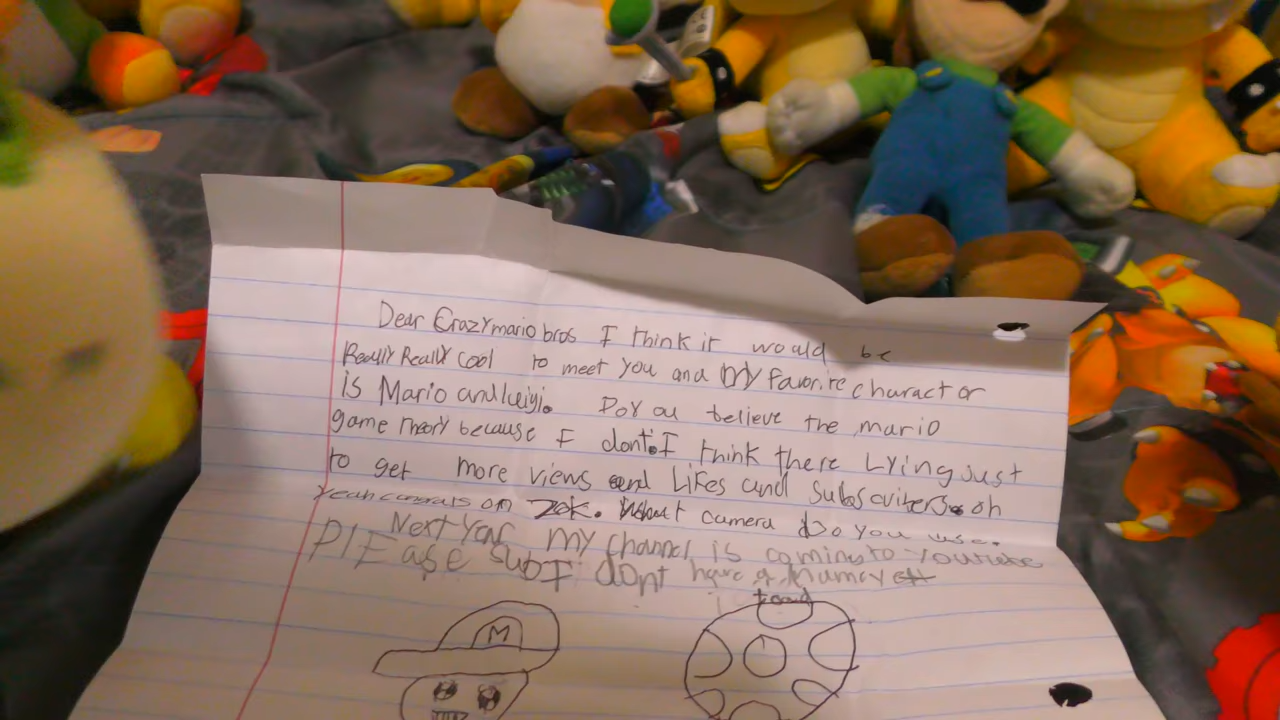 Dear Crazymario bros I think it would be
Really Really cool to meet you and my favorite charactor
is Mario and luigi. Do You believe the mario
game theory because I dont. I think there Lying just
to get more views and Likes and Subscribers. oh
yeah congrats on 20k. What camera do you use.
Next Year my channel is coming to Youtube
PlEase sub I dont have a namey ett
toad
M